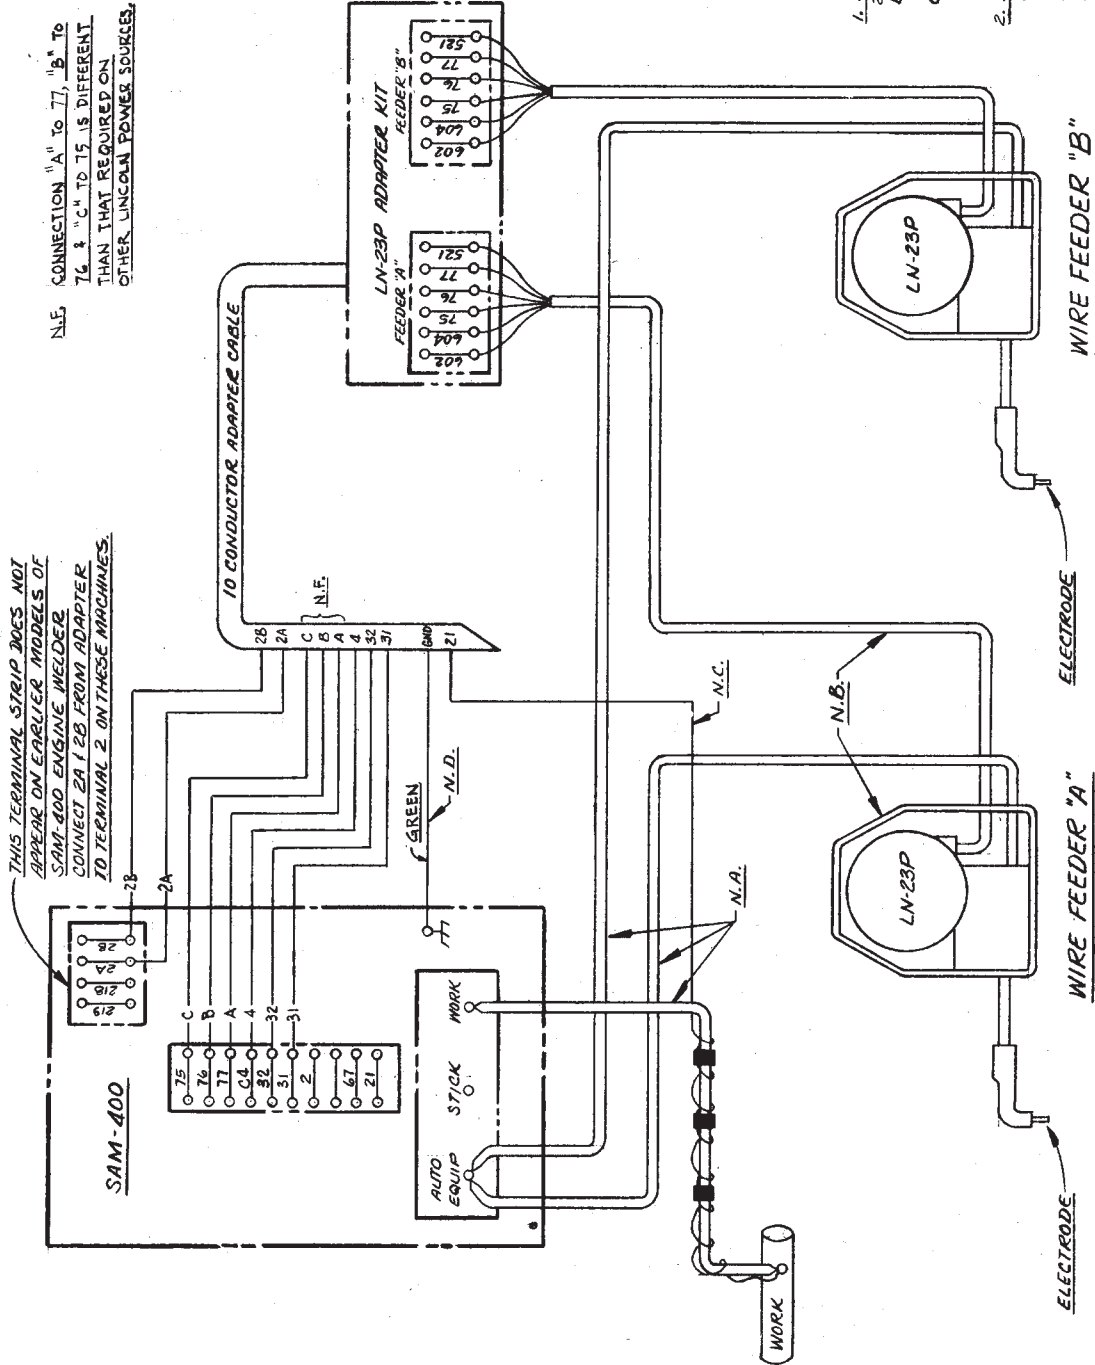 N.F. CONNECTION "A" TO 77, "B" TO
76 & "C" TO 75 IS DIFFERENT
THAN THAT REQUIRED ON
OTHER LINCOLN POWER SOURCES.
THIS TERMINAL STRIP DOES NOT
APPEAR ON EARLIER MODELS OF
SAM-400 ENGINE WELDER
CONNECT 2A & 2B FROM ADAPTER
TO TERMINAL 2 ON THESE MACHINES.
SAM-400
219
21B
2A
2B
2B
2A
75
76
77
C4
32
31
2
67
21
C
B
A
4
32
31
AUTO
EQUIP
STICK
WORK
GREEN
N.D.
10 CONDUCTOR ADAPTER CABLE
2B
2A
C
B
A
4
32
31
GND
21
N.F.
LN-23P ADAPTER KIT
FEEDER "A"
602
604
75
76
77
521
FEEDER "B"
602
604
75
76
77
521
N.C.
N.A.
N.B.
WORK
LN-23P
ELECTRODE
WIRE FEEDER "A"
LN-23P
ELECTRODE
WIRE FEEDER "B"
1.
2.